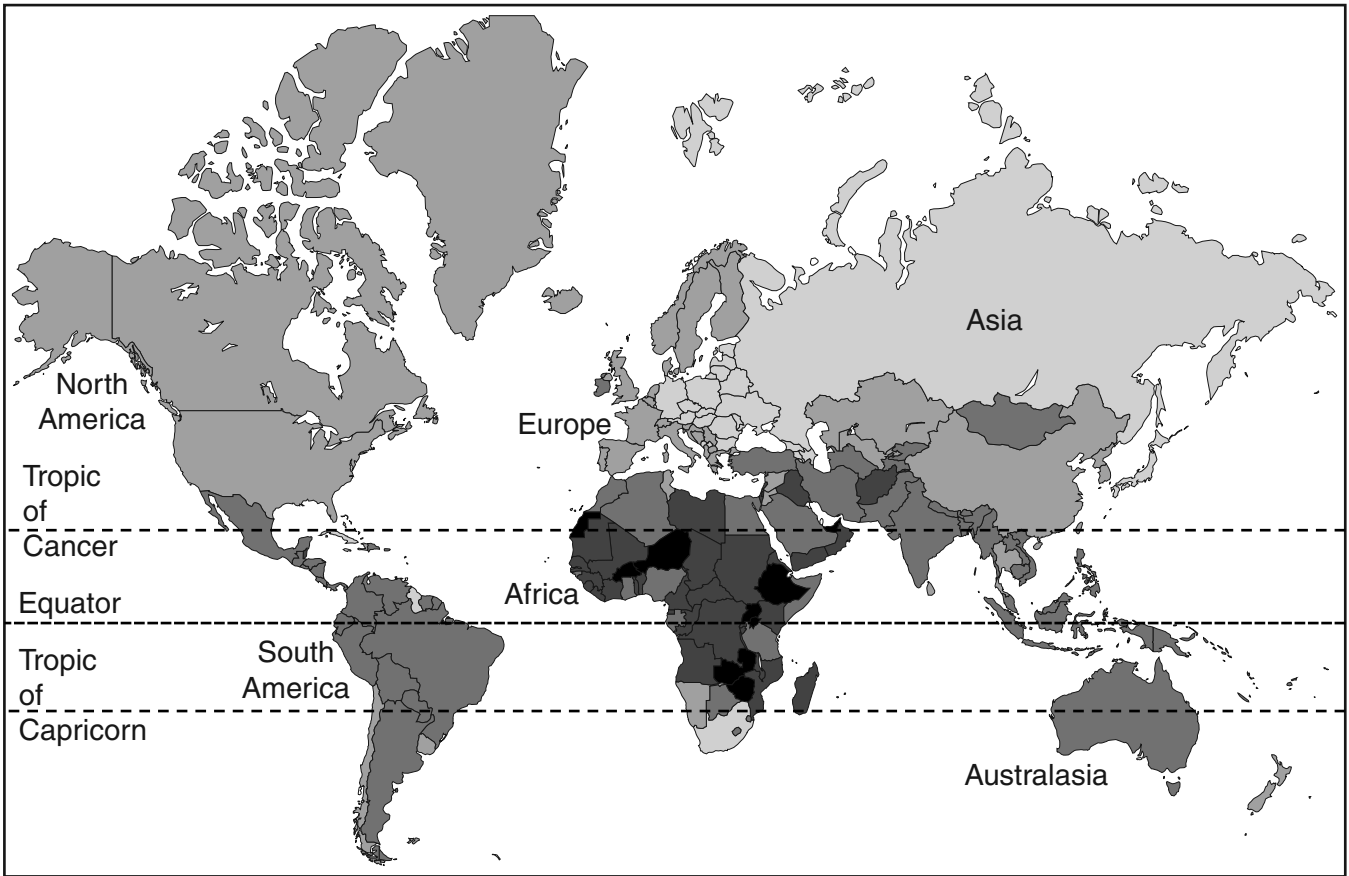 Asia
North
America
Europe
Tropic
of
Cancer
Africa
Equator
South
America
Tropic
of
Capricorn
Australasia